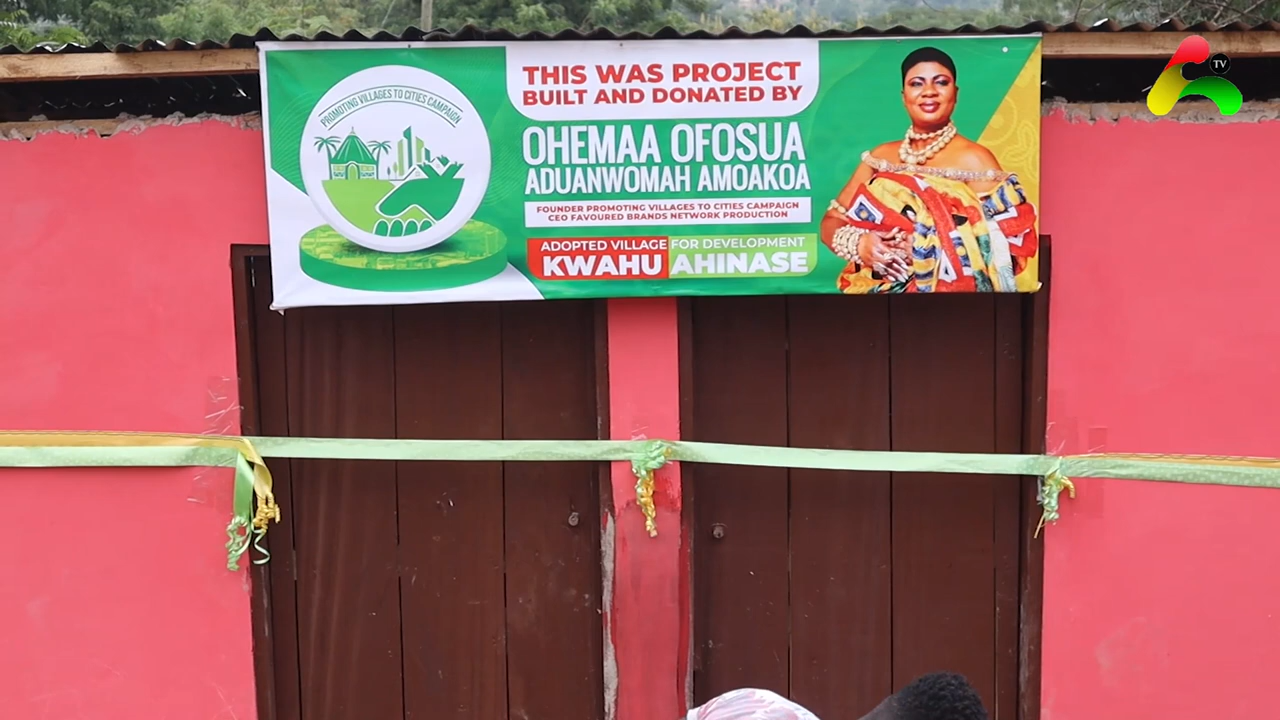 PROMOTING VILLAGES TO CITIES CAMPAIGN
THIS WAS PROJECT
BUILT AND DONATED BY
OHEMAA OFOSUA
ADUANWOMAH AMOAKOA
FOUNDER PROMOTING VILLAGES TO CITIES CAMPAIGN
CEO FAVOURED BRANDS NETWORK PRODUCTION
ADOPTED VILLAGE FOR DEVELOPMENT
KWAHU AHINASE
TV